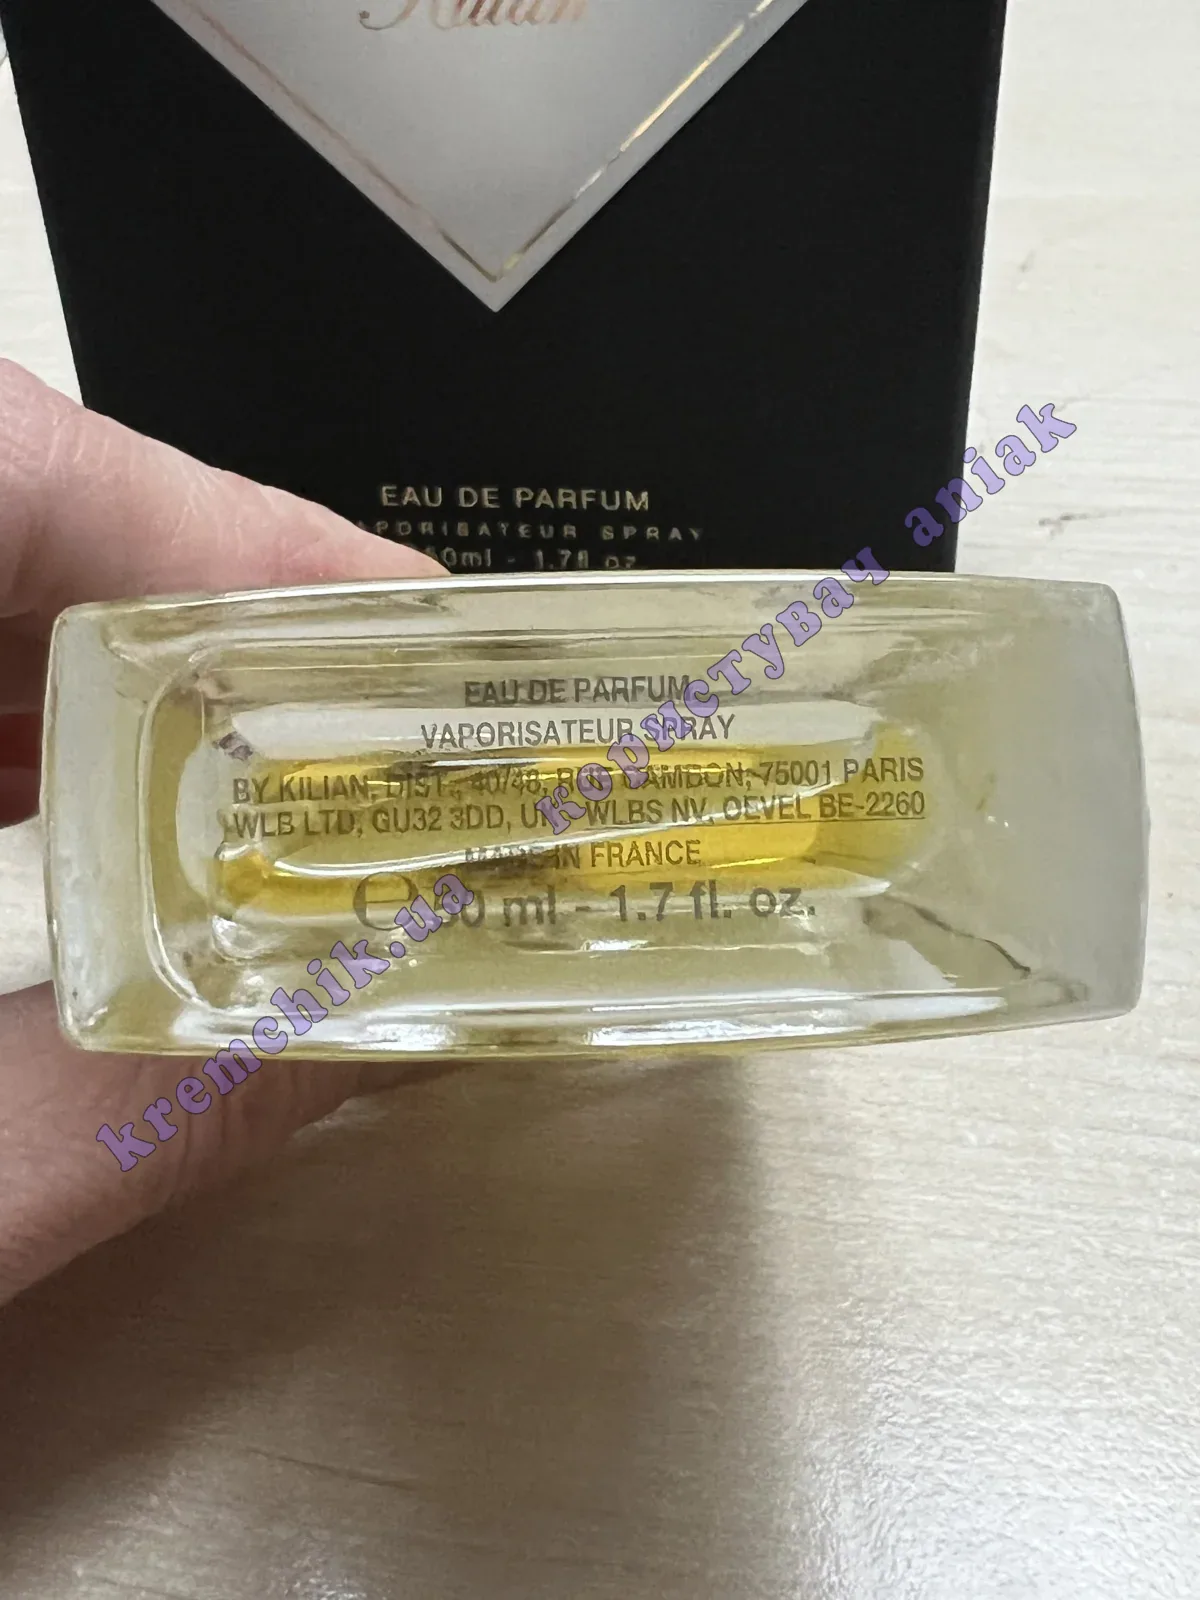 Kilian
EAU DE PARFUM
VAPORISATEUR SPRAY
50ml - 1.7fl oz
EAU DE PARFUM
VAPORISATEUR SPRAY
BY KILIAN, DIST., 40/48, RUE CAMBON, 75001 PARIS
WLB LTD, GU32 3DD, UK WLBS NV, OEVEL BE-2260
MADE IN FRANCE
℮ 50 ml - 1.7 fl. oz.
kremchik.ua користувач aniak